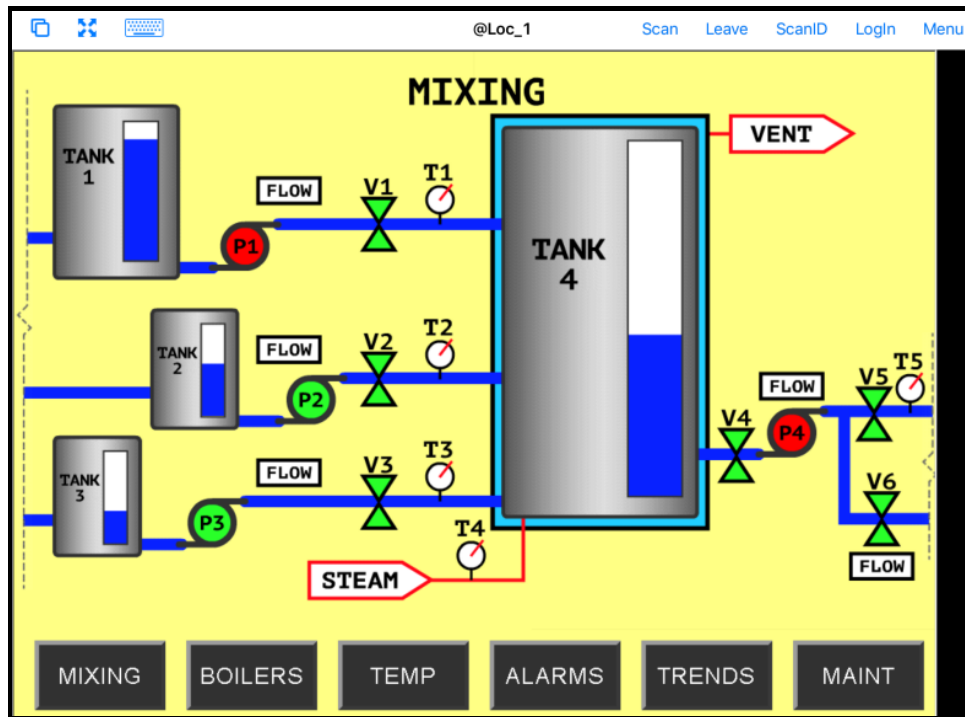 @Loc_1
Scan
Leave
ScanID
LogIn
Menu
MIXING
VENT
TANK
1
FLOW
V1
T1
P1
TANK
4
TANK
2
FLOW
V2
T2
P2
TANK
3
FLOW
V3
T3
P3
T4
STEAM
V4
FLOW
P4
V5
T5
V6
FLOW
MIXING
BOILERS
TEMP
ALARMS
TRENDS
MAINT